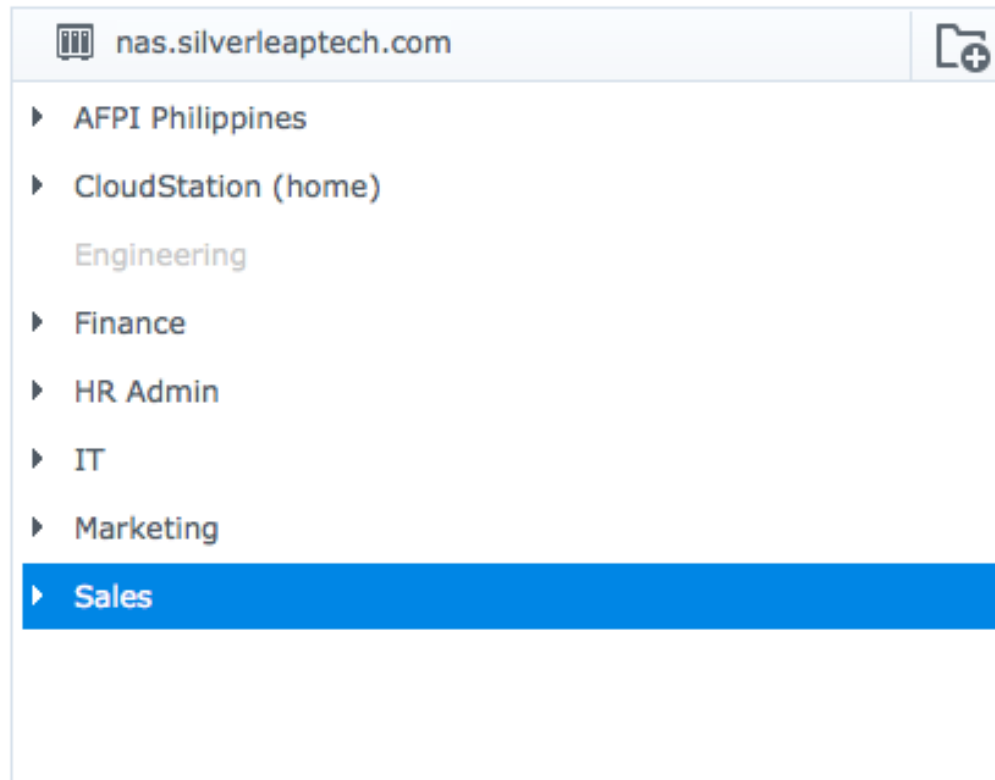 nas.silverleaptech.com
AFPI Philippines
CloudStation (home)
Engineering
Finance
HR Admin
IT
Marketing
Sales